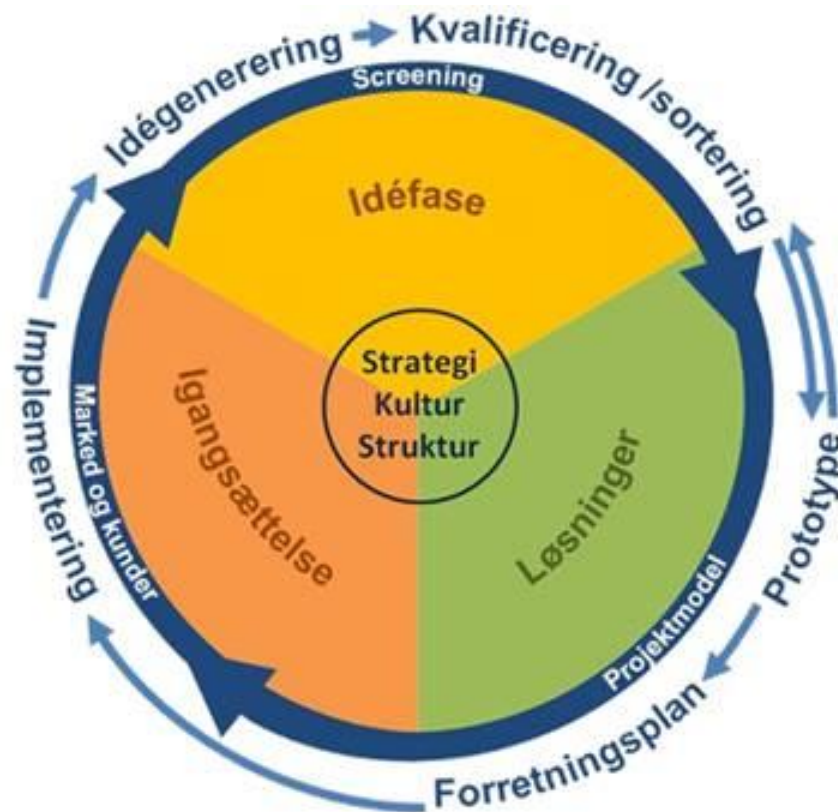 Idégenerering
Kvalificering/sortering
Screening
Idéfase
Strategi
Kultur
Struktur
Igangsættelse
Løsninger
Marked og kunder
Projektmodel
Implementering
Prototype
Forretningsplan